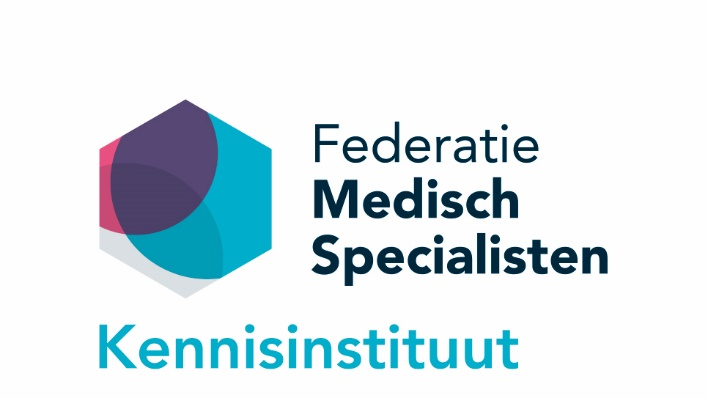 Federatie
Medisch
Specialisten
Kennisinstituut